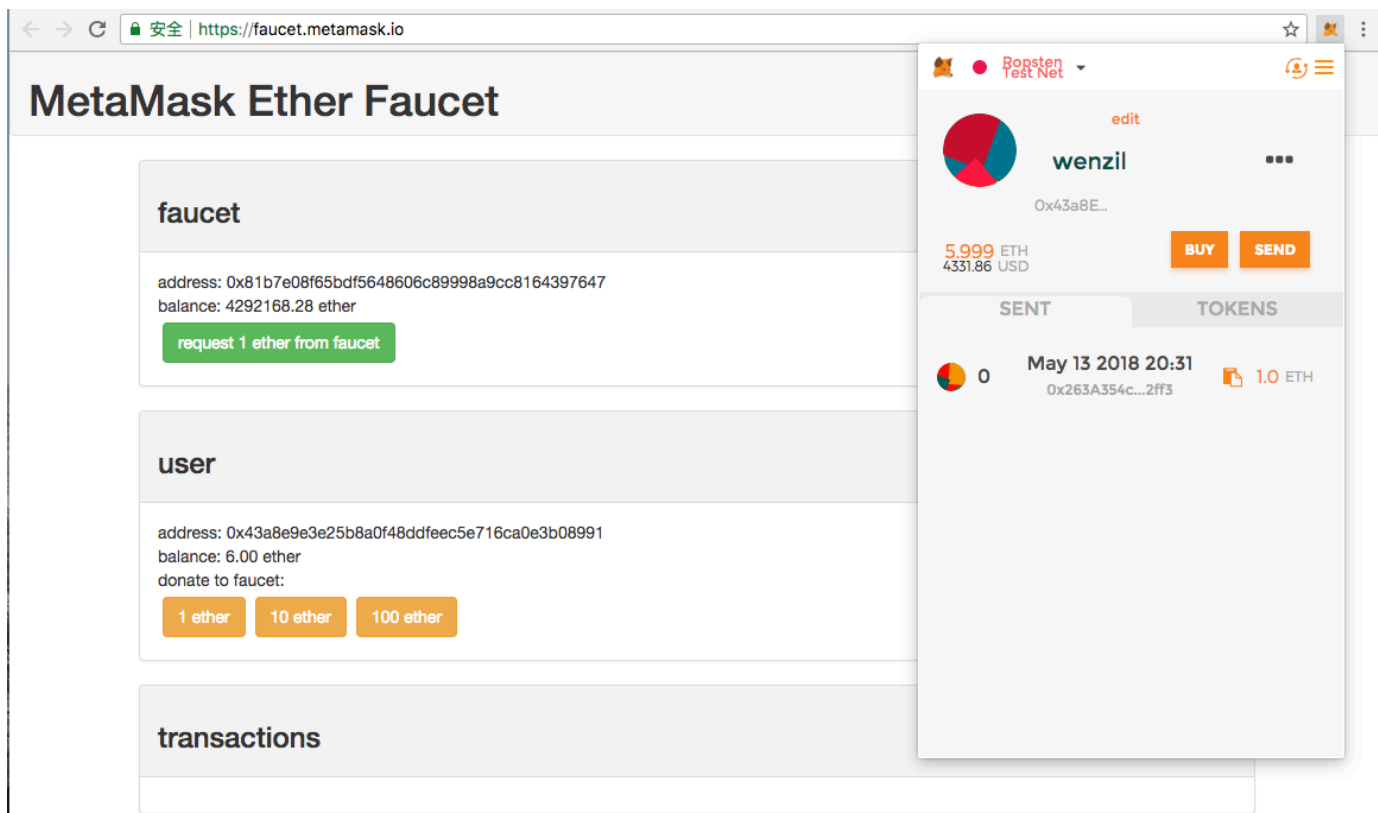 安全 | https://faucet.metamask.io
MetaMask Ether Faucet
faucet
address: 0x81b7e08f65bdf5648606c89998a9cc8164397647
balance: 4292168.28 ether
request 1 ether from faucet
user
address: 0x43a8e9e3e25b8a0f48ddfeec5e716ca0e3b08991
balance: 6.00 ether
donate to faucet:
1 ether 10 ether 100 ether
transactions
Ropsten
Test Net
edit
wenzil
0x43a8E...
5.999 ETH
4331.86 USD
BUY SEND
SENT TOKENS
0 May 13 2018 20:31 1.0 ETH
0x263A354c...2ff3